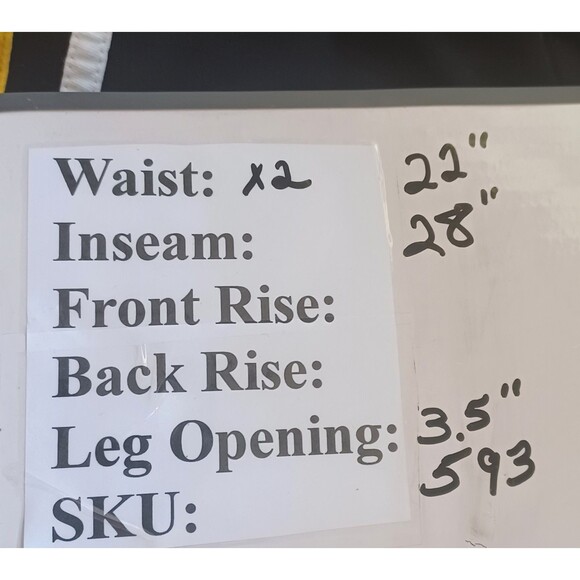 Waist: x2 22"
Inseam: 28"
Front Rise:
Back Rise:
Leg Opening: 3.5"
SKU: 593